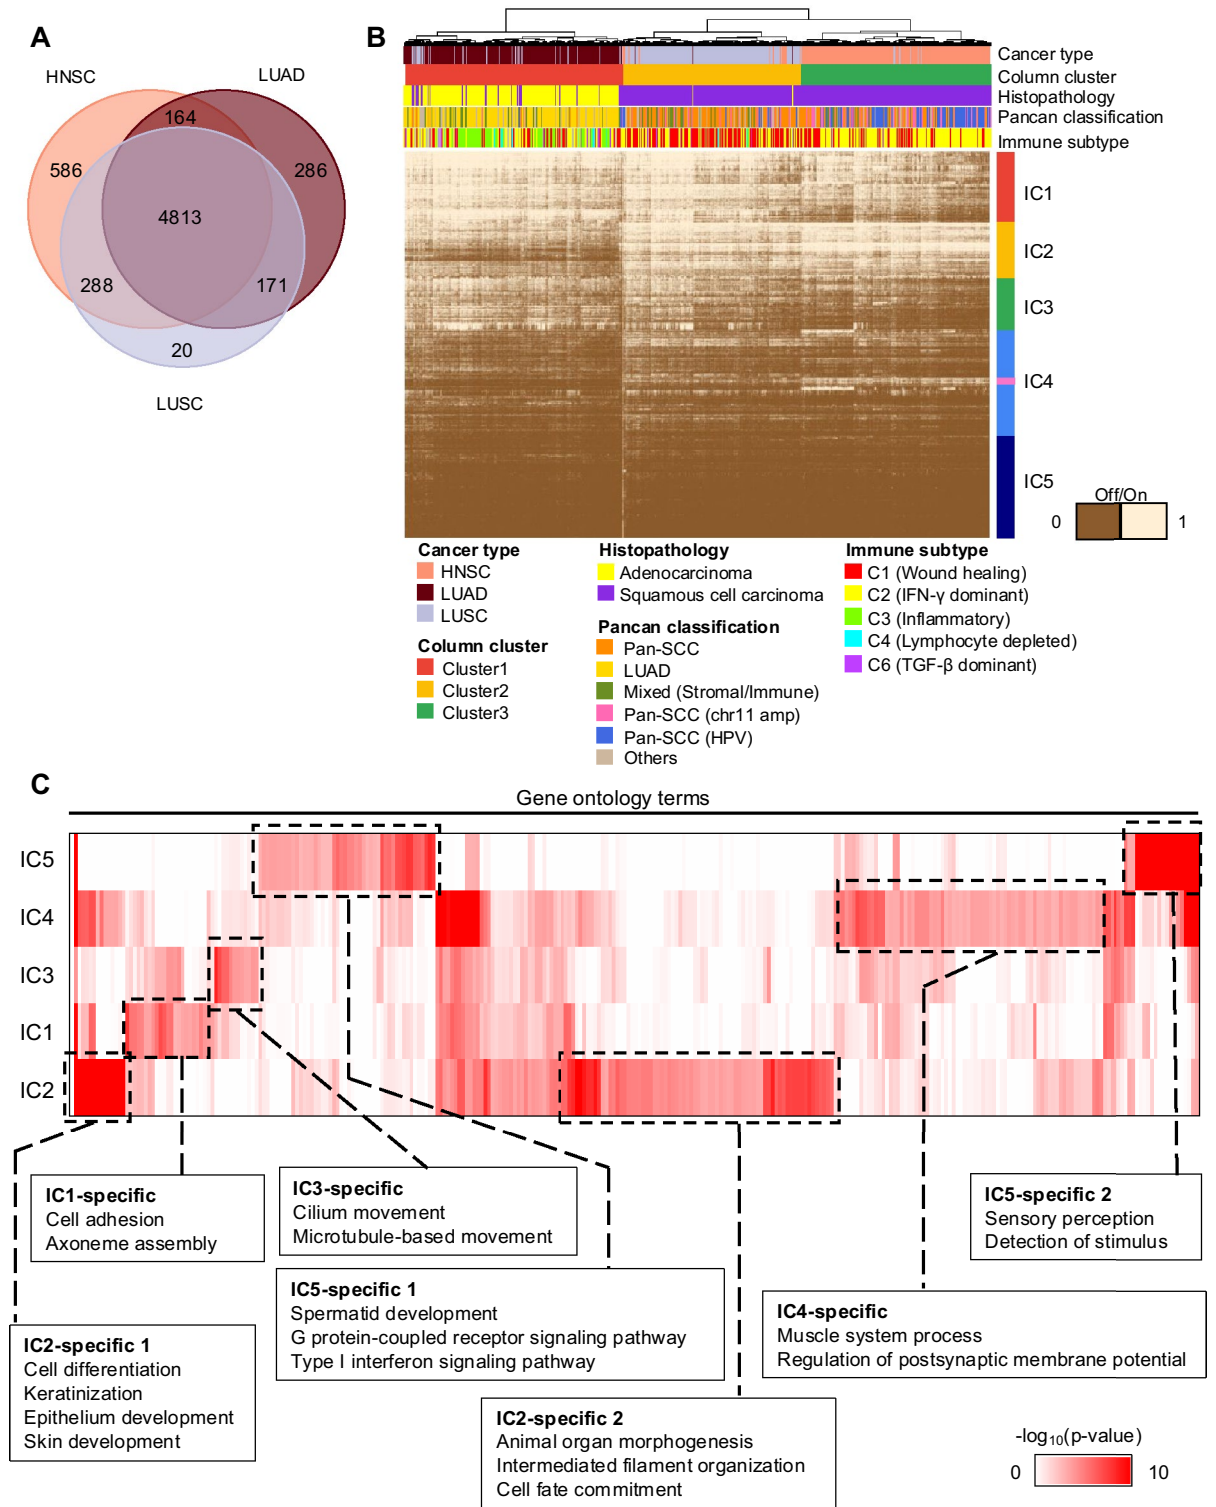 A
HNSC
LUAD
164
586
286
4813
288
171
20
LUSC
B
Cancer type
Column cluster
Histopathology
Pancan classification
Immune subtype
IC1
IC2
IC3
IC4
IC5
Off/On
0
1
Cancer type
HNSC
LUAD
LUSC
Column cluster
Cluster1
Cluster2
Cluster3
Histopathology
Adenocarcinoma
Squamous cell carcinoma
Pancan classification
Pan-SCC
LUAD
Mixed (Stromal/Immune)
Pan-SCC (chr11 amp)
Pan-SCC (HPV)
Others
Immune subtype
C1 (Wound healing)
C2 (IFN-γ dominant)
C3 (Inflammatory)
C4 (Lymphocyte depleted)
C6 (TGF-β dominant)
C
Gene ontology terms
IC5
IC4
IC3
IC1
IC2
IC1-specific
Cell adhesion
Axoneme assembly
IC3-specific
Cilium movement
Microtubule-based movement
IC5-specific 2
Sensory perception
Detection of stimulus
IC5-specific 1
Spermatid development
G protein-coupled receptor signaling pathway
Type I interferon signaling pathway
IC4-specific
Muscle system process
Regulation of postsynaptic membrane potential
IC2-specific 1
Cell differentiation
Keratinization
Epithelium development
Skin development
IC2-specific 2
Animal organ morphogenesis
Intermediated filament organization
Cell fate commitment
-log₁₀(p-value)
0
10